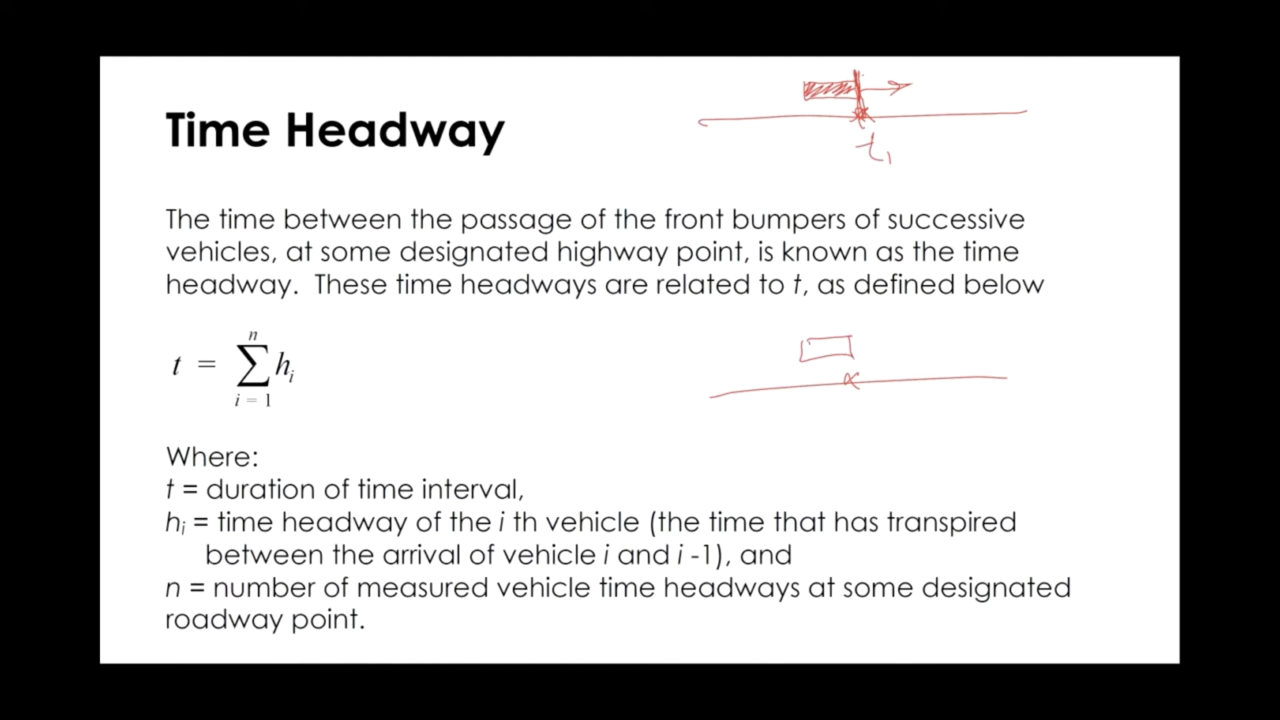 Time Headway
t₁
The time between the passage of the front bumpers of successive
vehicles, at some designated highway point, is known as the time
headway. These time headways are related to t, as defined below
t = ∑ⁿᵢ₌₁ hᵢ
Where:
t = duration of time interval,
hᵢ = time headway of the i th vehicle (the time that has transpired
between the arrival of vehicle i and i -1), and
n = number of measured vehicle time headways at some designated
roadway point.